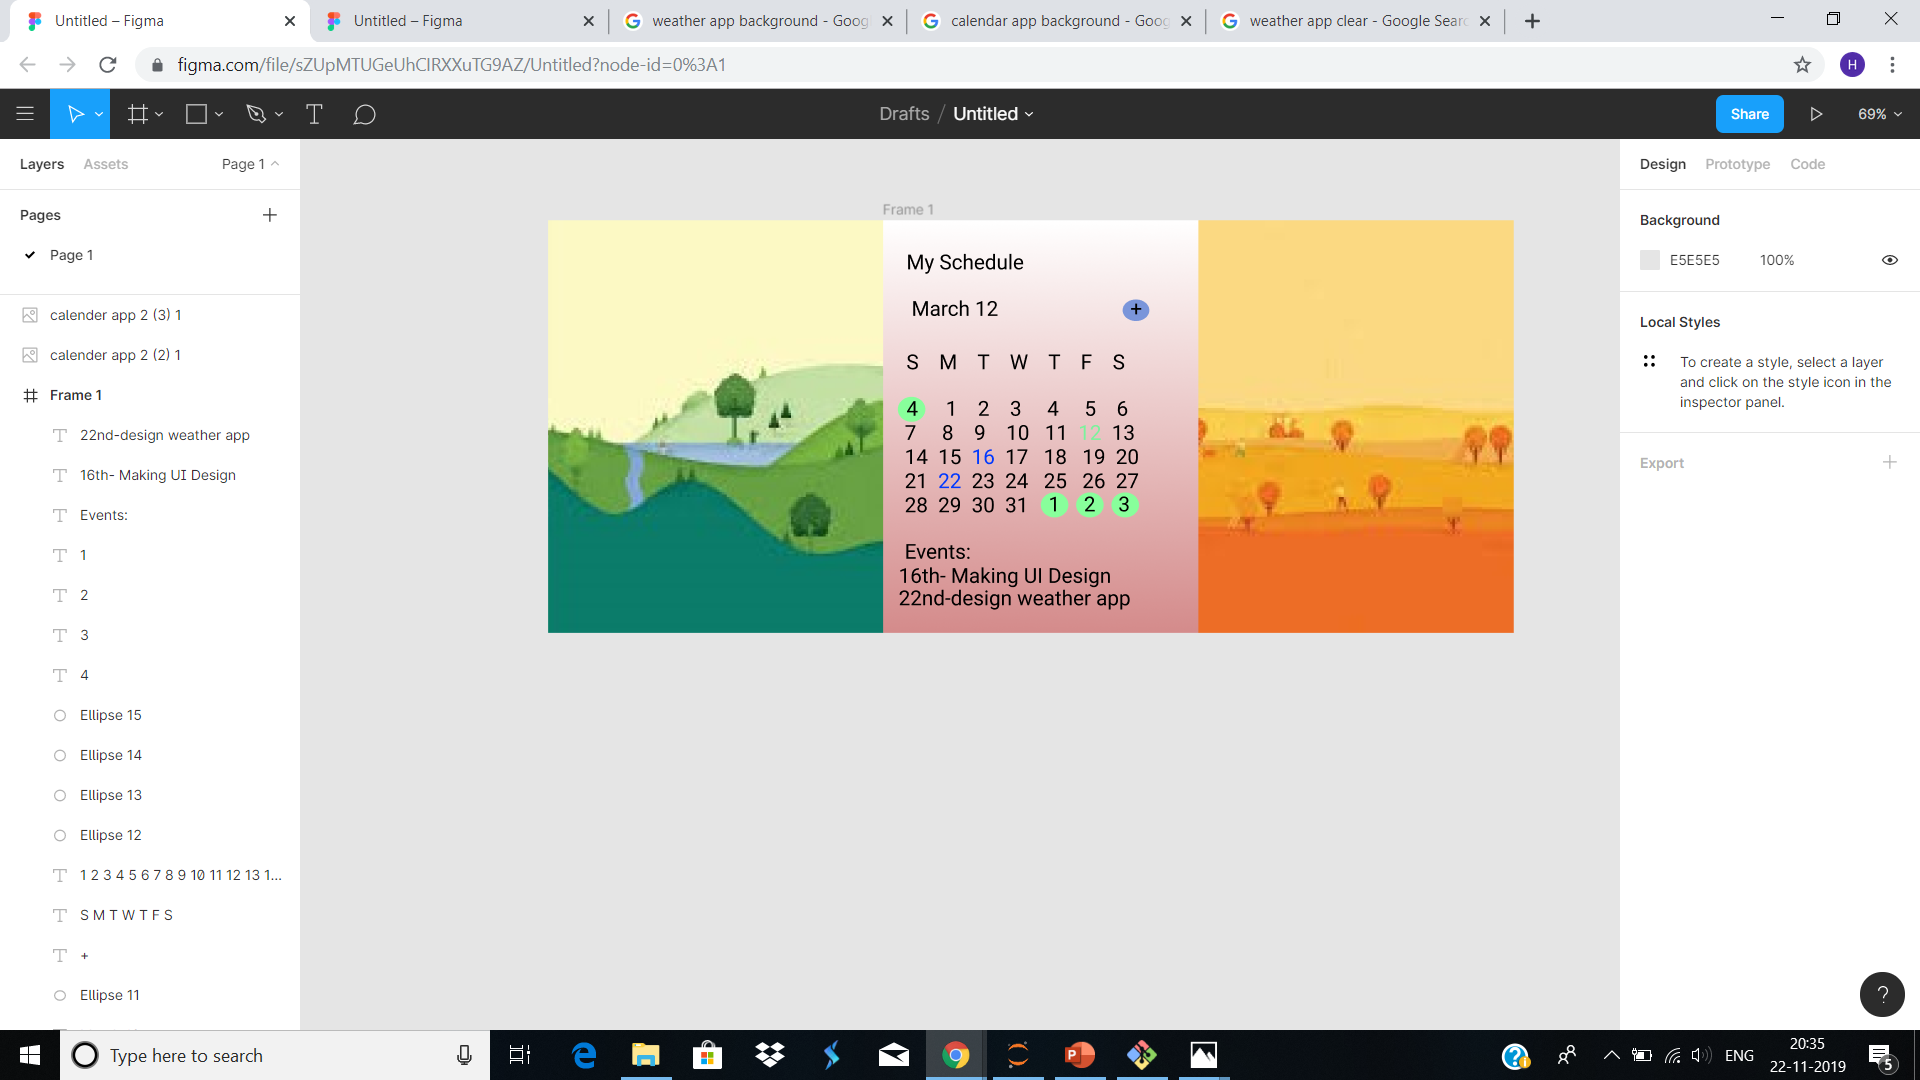 Untitled – Figma
Untitled – Figma
weather app background - Goog
calendar app background - Goog
weather app clear - Google Searc
figma.com/file/sZUpMTUGeUhCIRXXuTG9AZ/Untitled?node-id=0%3A1
H
Drafts / Untitled
Share
69%
Layers Assets Page 1
Pages
Page 1
calender app 2 (3) 1
calender app 2 (2) 1
Frame 1
22nd-design weather app
16th- Making UI Design
Events:
1
2
3
4
Ellipse 15
Ellipse 14
Ellipse 13
Ellipse 12
1 2 3 4 5 6 7 8 9 10 11 12 13 1...
S M T W T F S
+
Ellipse 11
Frame 1
My Schedule
March 12 +
S M T W T F S
4 1 2 3 4 5 6
7 8 9 10 11 12 13
14 15 16 17 18 19 20
21 22 23 24 25 26 27
28 29 30 31 1 2 3
Events:
16th- Making UI Design
22nd-design weather app
Design Prototype Code
Background
E5E5E5 100%
Local Styles
To create a style, select a layer
and click on the style icon in the
inspector panel.
Export
?
Type here to search
ENG
20:35
22-11-2019
5